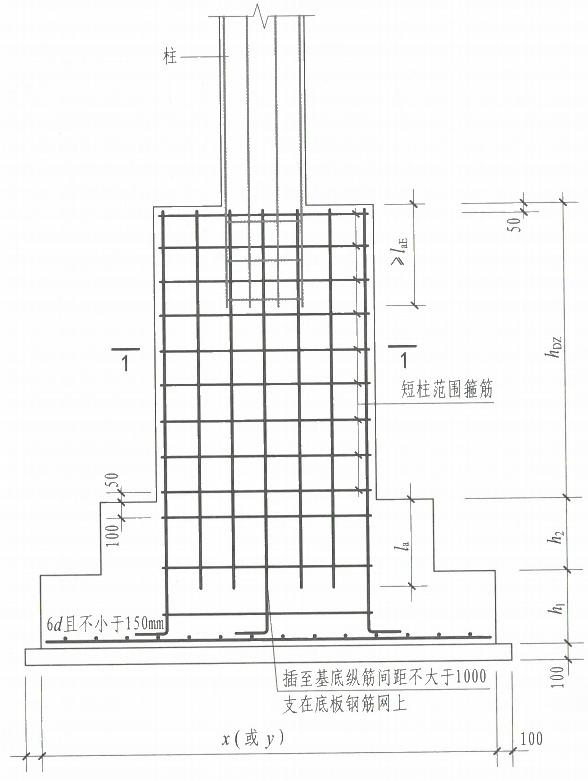 柱
50
≥laE
hDZ
1
1
短柱范围箍筋
50
100
la
h2
h1
6d且不小于150mm
100
插至基底纵筋间距不大于1000
支在底板钢筋网上
x(或y)
100